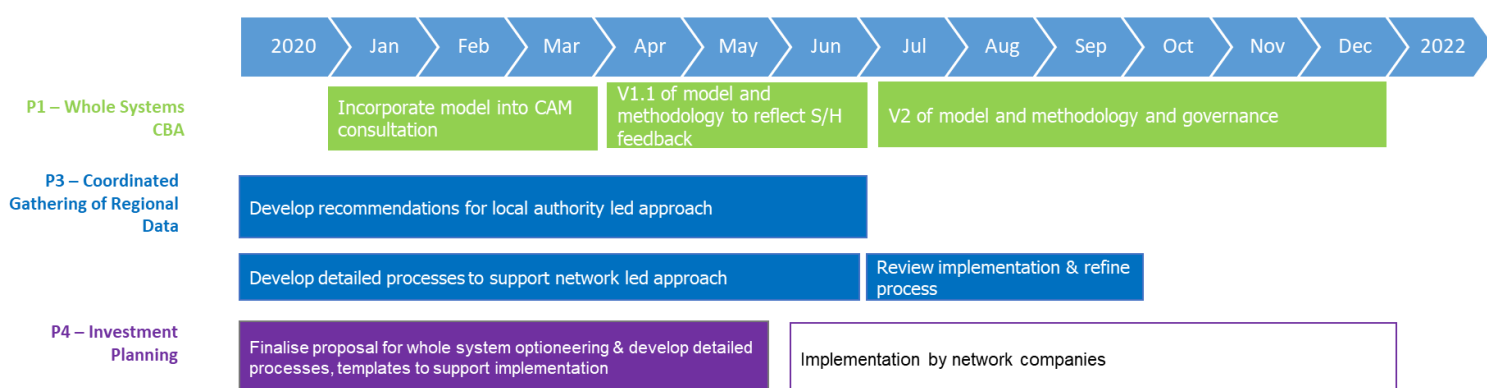 2020 Jan Feb Mar Apr May Jun Jul Aug Sep Oct Nov Dec 2022
P1 – Whole Systems
CBA
Incorporate model into CAM
consultation
V1.1 of model and
methodology to reflect S/H
feedback
V2 of model and methodology and governance
P3 – Coordinated
Gathering of Regional
Data
Develop recommendations for local authority led approach
Develop detailed processes to support network led approach
Review implementation & refine
process
P4 – Investment
Planning
Finalise proposal for whole system optioneering & develop detailed
processes, templates to support implementation
Implementation by network companies